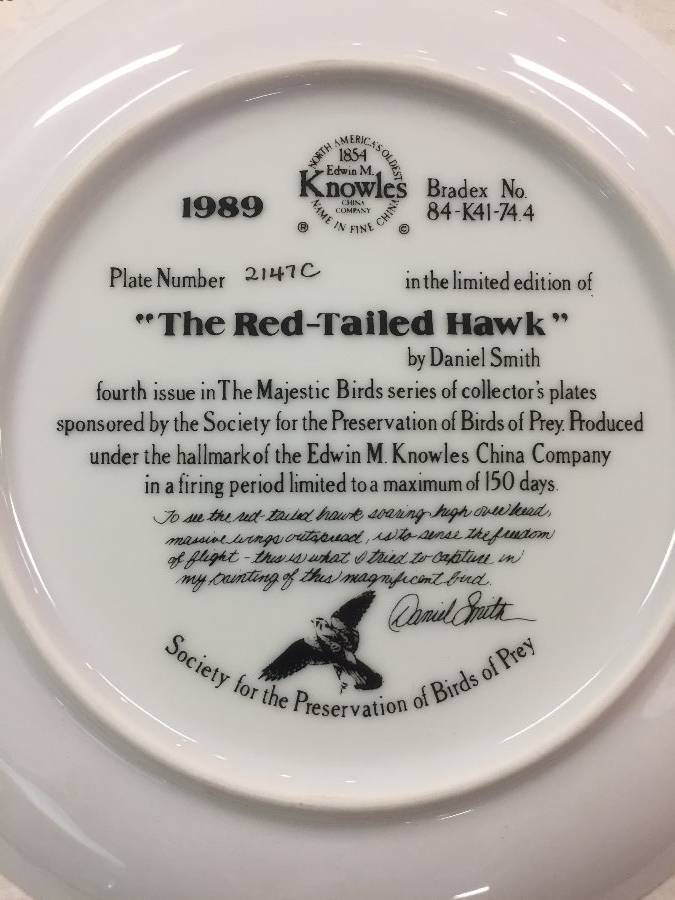 1989
NORTH AMERICA'S OLDEST
1854
Edwin M.
Knowles
CHINA
COMPANY
NAME IN FINE CHINA
® ©
Bradex No.
84-K41-74.4
Plate Number 2147C in the limited edition of
"The Red-Tailed Hawk"
by Daniel Smith
fourth issue in The Majestic Birds series of collector's plates
sponsored by the Society for the Preservation of Birds of Prey. Produced
under the hallmark of the Edwin M. Knowles China Company
in a firing period limited to a maximum of 150 days.
To see the red-tailed hawk soaring high overhead,
massive wings outspread, is to sense the freedom
of flight - this is what I tried to capture in
my painting of this magnificent bird.
Daniel Smith
Society for the Preservation of Birds of Prey